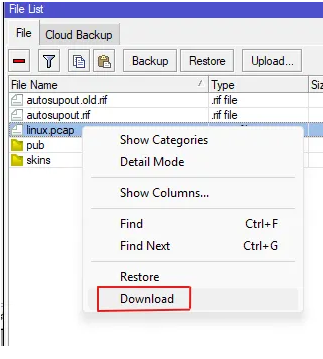 File List
File Cloud Backup
Backup Restore Upload...
File Name Type Siz
autosupout.old.rif .rif file
autosupout.rif .rif file
linux.pcap
pub
skins
Show Categories
Detail Mode
Show Columns...
Find Ctrl+F
Find Next Ctrl+G
Restore
Download